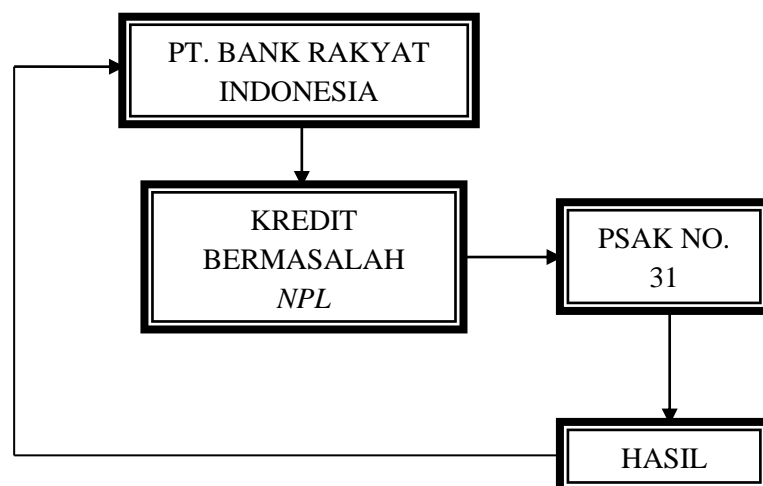 PT. BANK RAKYAT
INDONESIA
KREDIT
BERMASALAH
NPL
PSAK NO.
31
HASIL